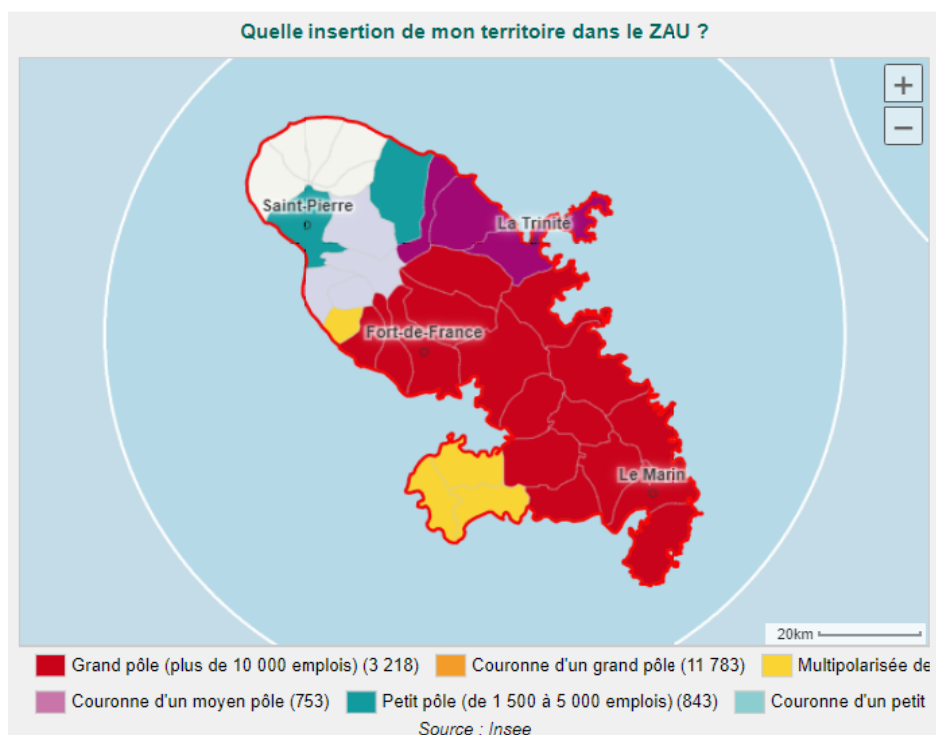 Quelle insertion de mon territoire dans le ZAU ?
+
−
Saint-Pierre
La Trinité
Fort-de-France
Le Marin
20km
Grand pôle (plus de 10 000 emplois) (3 218) Couronne d'un grand pôle (11 783) Multipolarisée de
Couronne d'un moyen pôle (753) Petit pôle (de 1 500 à 5 000 emplois) (843) Couronne d'un petit
Source : Insee